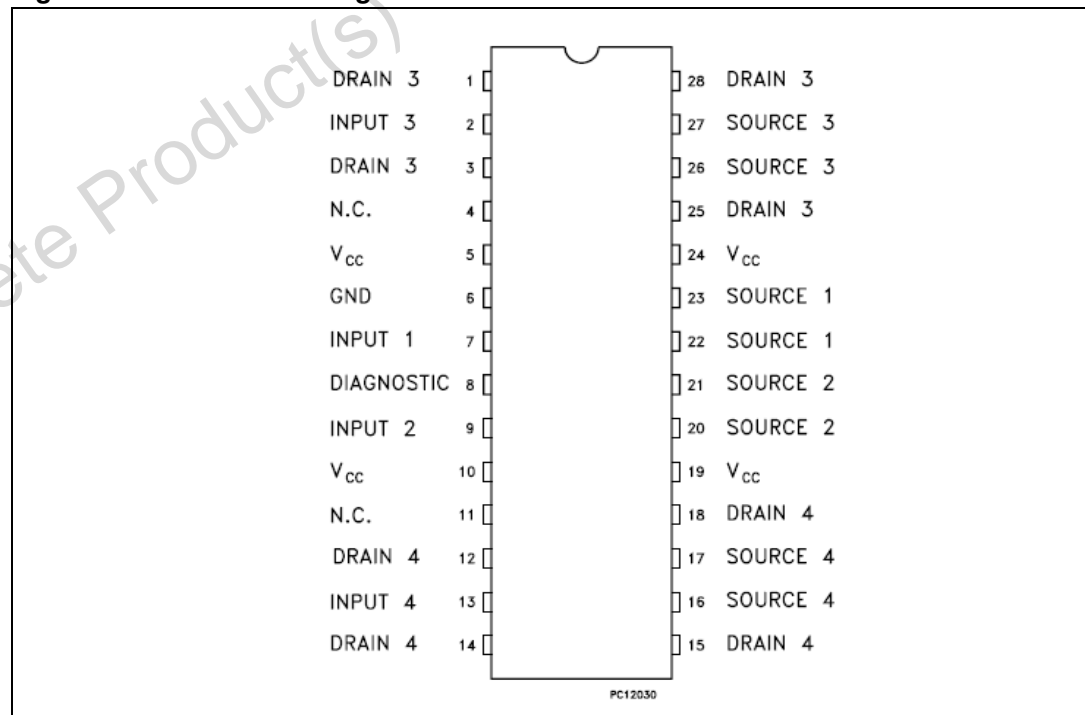 DRAIN 3 1 28 DRAIN 3
INPUT 3 2 27 SOURCE 3
DRAIN 3 3 26 SOURCE 3
N.C. 4 25 DRAIN 3
VCC 5 24 VCC
GND 6 23 SOURCE 1
INPUT 1 7 22 SOURCE 1
DIAGNOSTIC 8 21 SOURCE 2
INPUT 2 9 20 SOURCE 2
VCC 10 19 VCC
N.C. 11 18 DRAIN 4
DRAIN 4 12 17 SOURCE 4
INPUT 4 13 16 SOURCE 4
DRAIN 4 14 15 DRAIN 4
PC12030
ete Product(s)